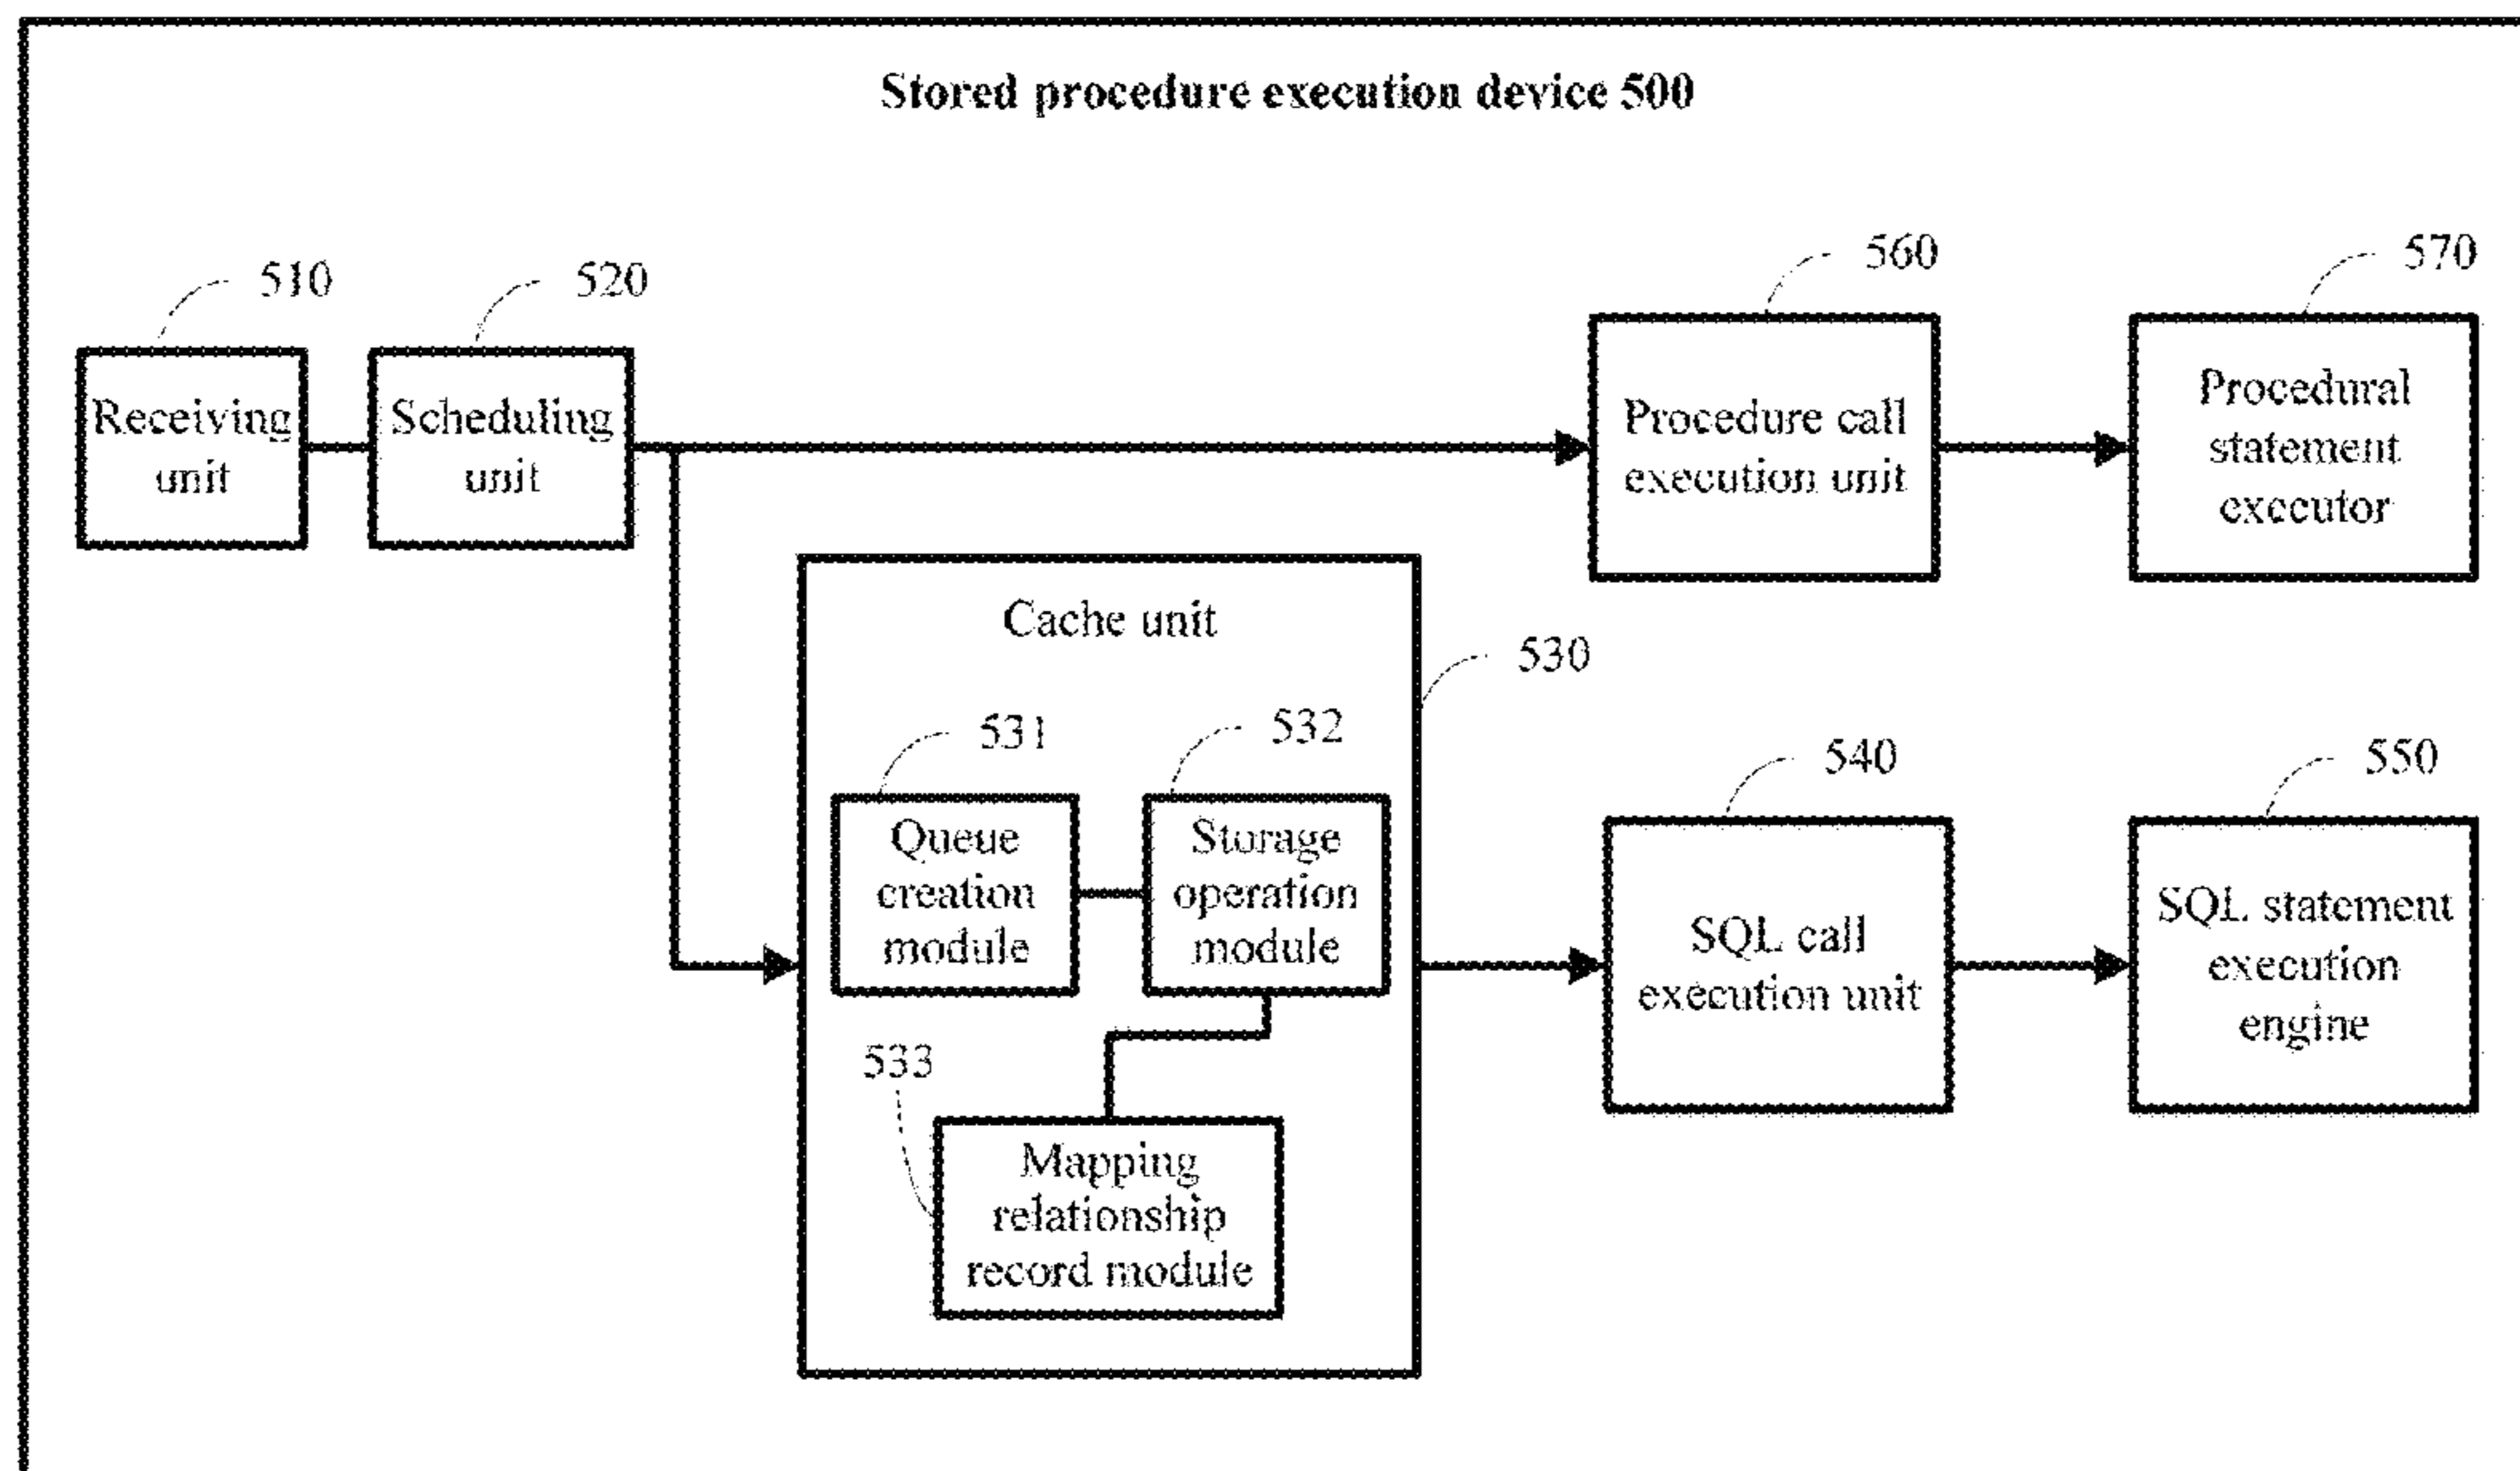 Stored procedure execution device 500
510
520
560
570
Receiving
unit
Scheduling
unit
Procedure call
execution unit
Procedural
statement
executor
Cache unit
530
531
532
540
550
Queue
creation
module
Storage
operation
module
SQL call
execution unit
SQL statement
execution
engine
533
Mapping
relationship
record module